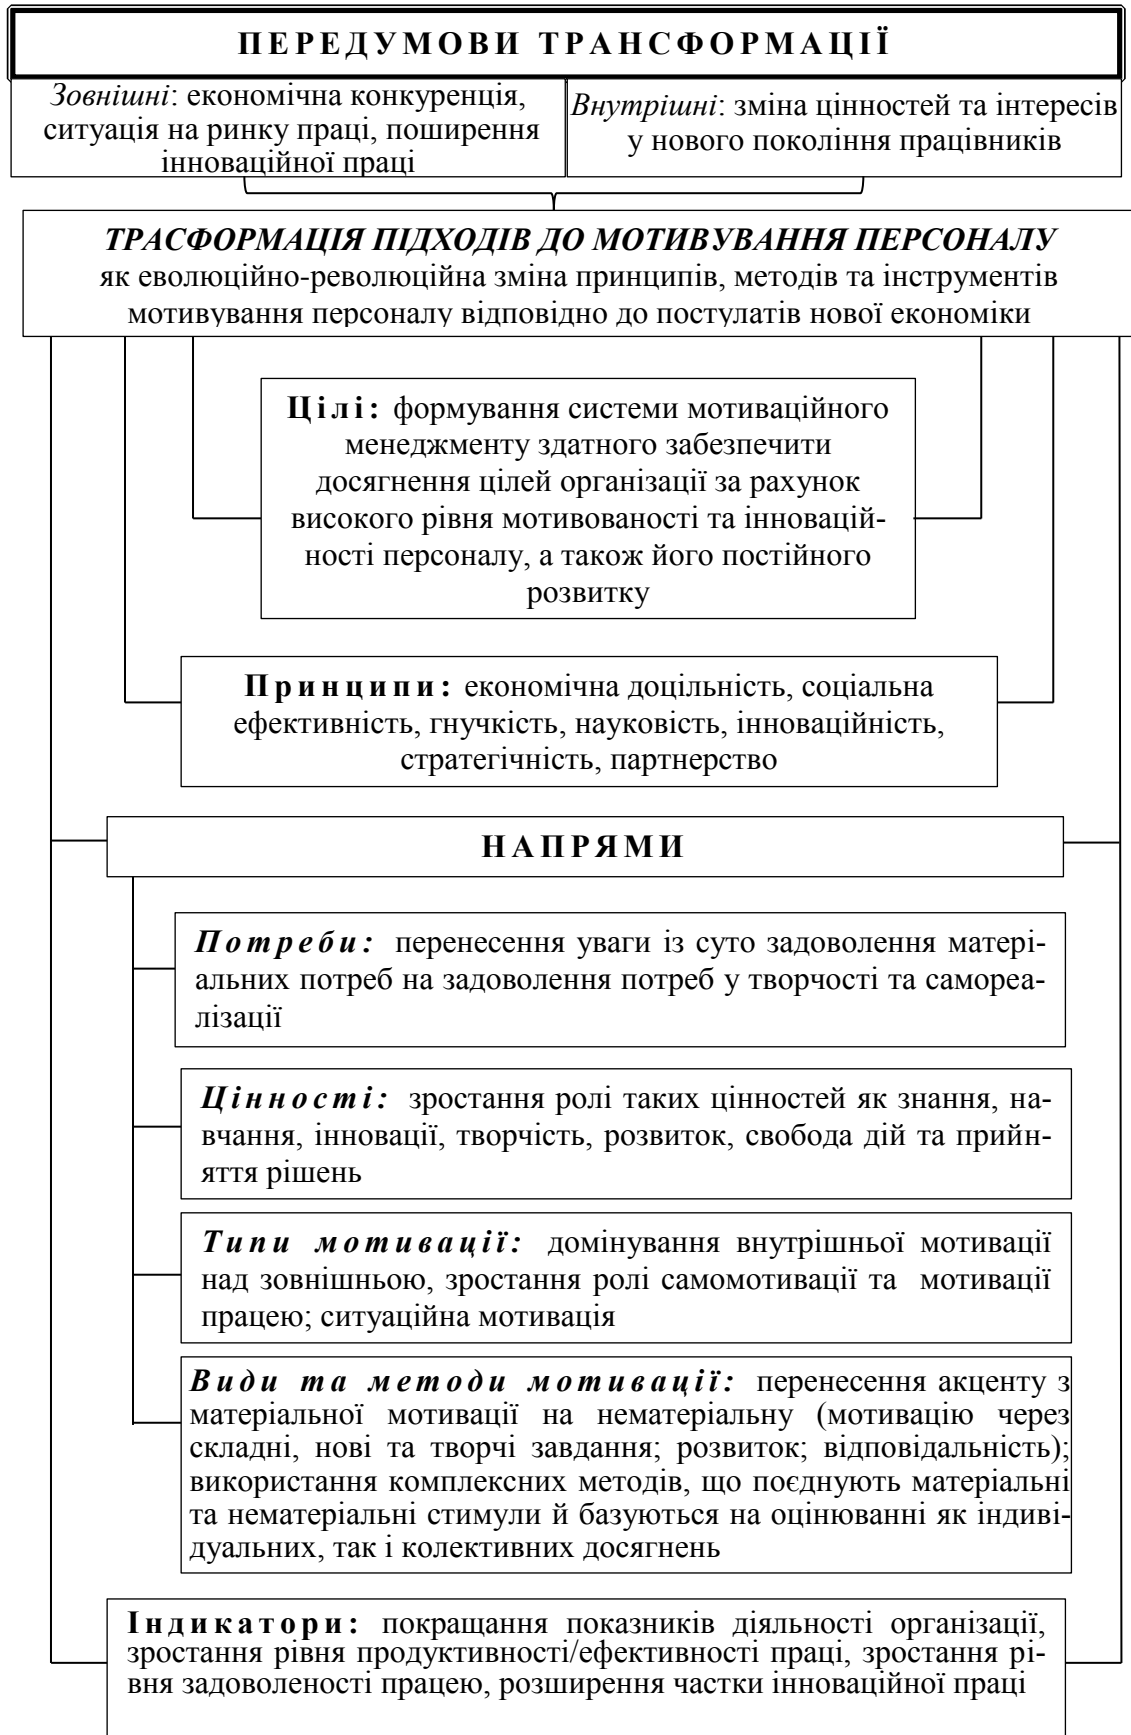 ПЕРЕДУМОВИ ТРАНСФОРМАЦІЇ
Зовнішні: економічна конкуренція,
ситуація на ринку праці, поширення
інноваційної праці
Внутрішні: зміна цінностей та інтересів
у нового покоління працівників
ТРАСФОРМАЦІЯ ПІДХОДІВ ДО МОТИВУВАННЯ ПЕРСОНАЛУ
як еволюційно-революційна зміна принципів, методів та інструментів
мотивування персоналу відповідно до постулатів нової економіки
Цілі: формування системи мотиваційного
менеджменту здатного забезпечити
досягнення цілей організації за рахунок
високого рівня мотивованості та інновацій-
ності персоналу, а також його постійного
розвитку
Принципи: економічна доцільність, соціальна
ефективність, гнучкість, науковість, інноваційність,
стратегічність, партнерство
НАПРЯМИ
Потреби: перенесення уваги із суто задоволення матері-
альних потреб на задоволення потреб у творчості та самореа-
лізації
Цінності: зростання ролі таких цінностей як знання, на-
вчання, інновації, творчість, розвиток, свобода дій та прийн-
яття рішень
Типи мотивації: домінування внутрішньої мотивації
над зовнішньою, зростання ролі самомотивації та мотивації
працею; ситуаційна мотивація
Види та методи мотивації: перенесення акценту з
матеріальної мотивації на нематеріальну (мотивацію через
складні, нові та творчі завдання; розвиток; відповідальність);
використання комплексних методів, що поєднують матеріальні
та нематеріальні стимули й базуються на оцінюванні як індиві-
дуальних, так і колективних досягнень
Індикатори: покращання показників діяльності організації,
зростання рівня продуктивності/ефективності праці, зростання рі-
вня задоволеності працею, розширення частки інноваційної праці